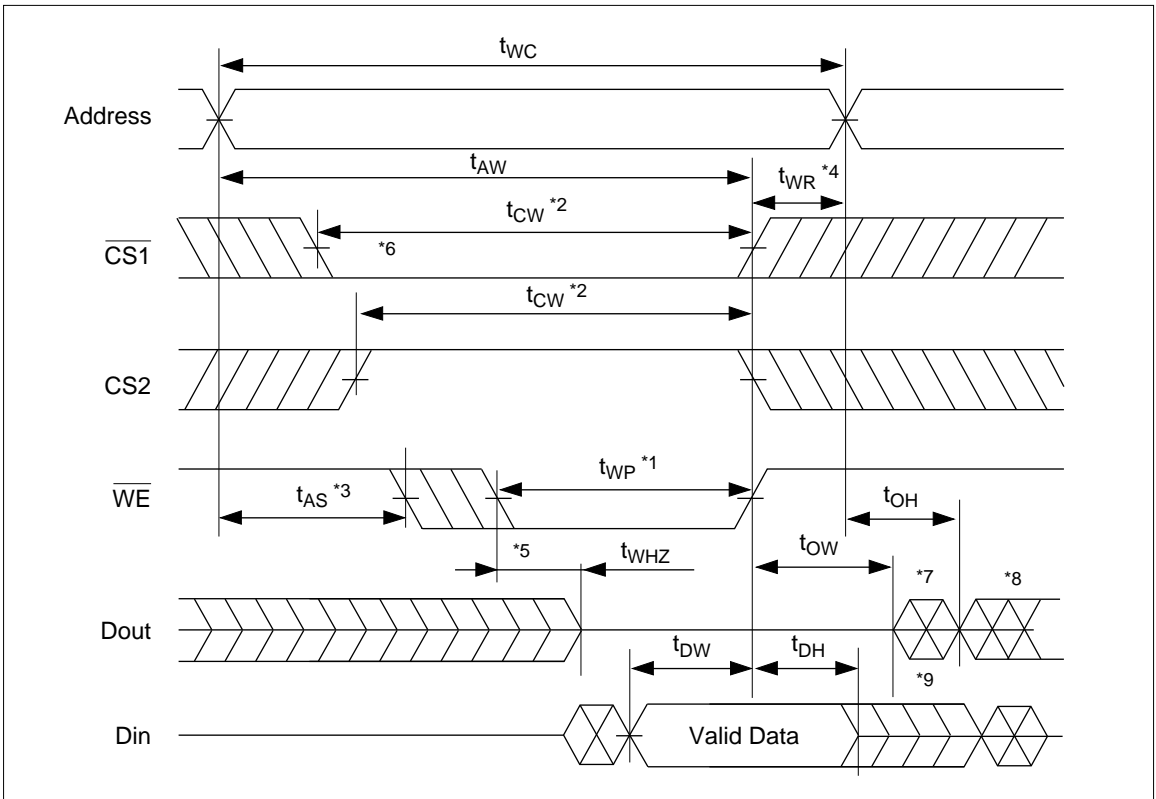 tWC
Address
tAW
tWR *4
tCW *2
CS1
*6
tCW *2
CS2
WE
tAS *3
tWP *1
tOH
*5
tWHZ
tOW
*7
*8
Dout
tDW
tDH
*9
Din
Valid Data